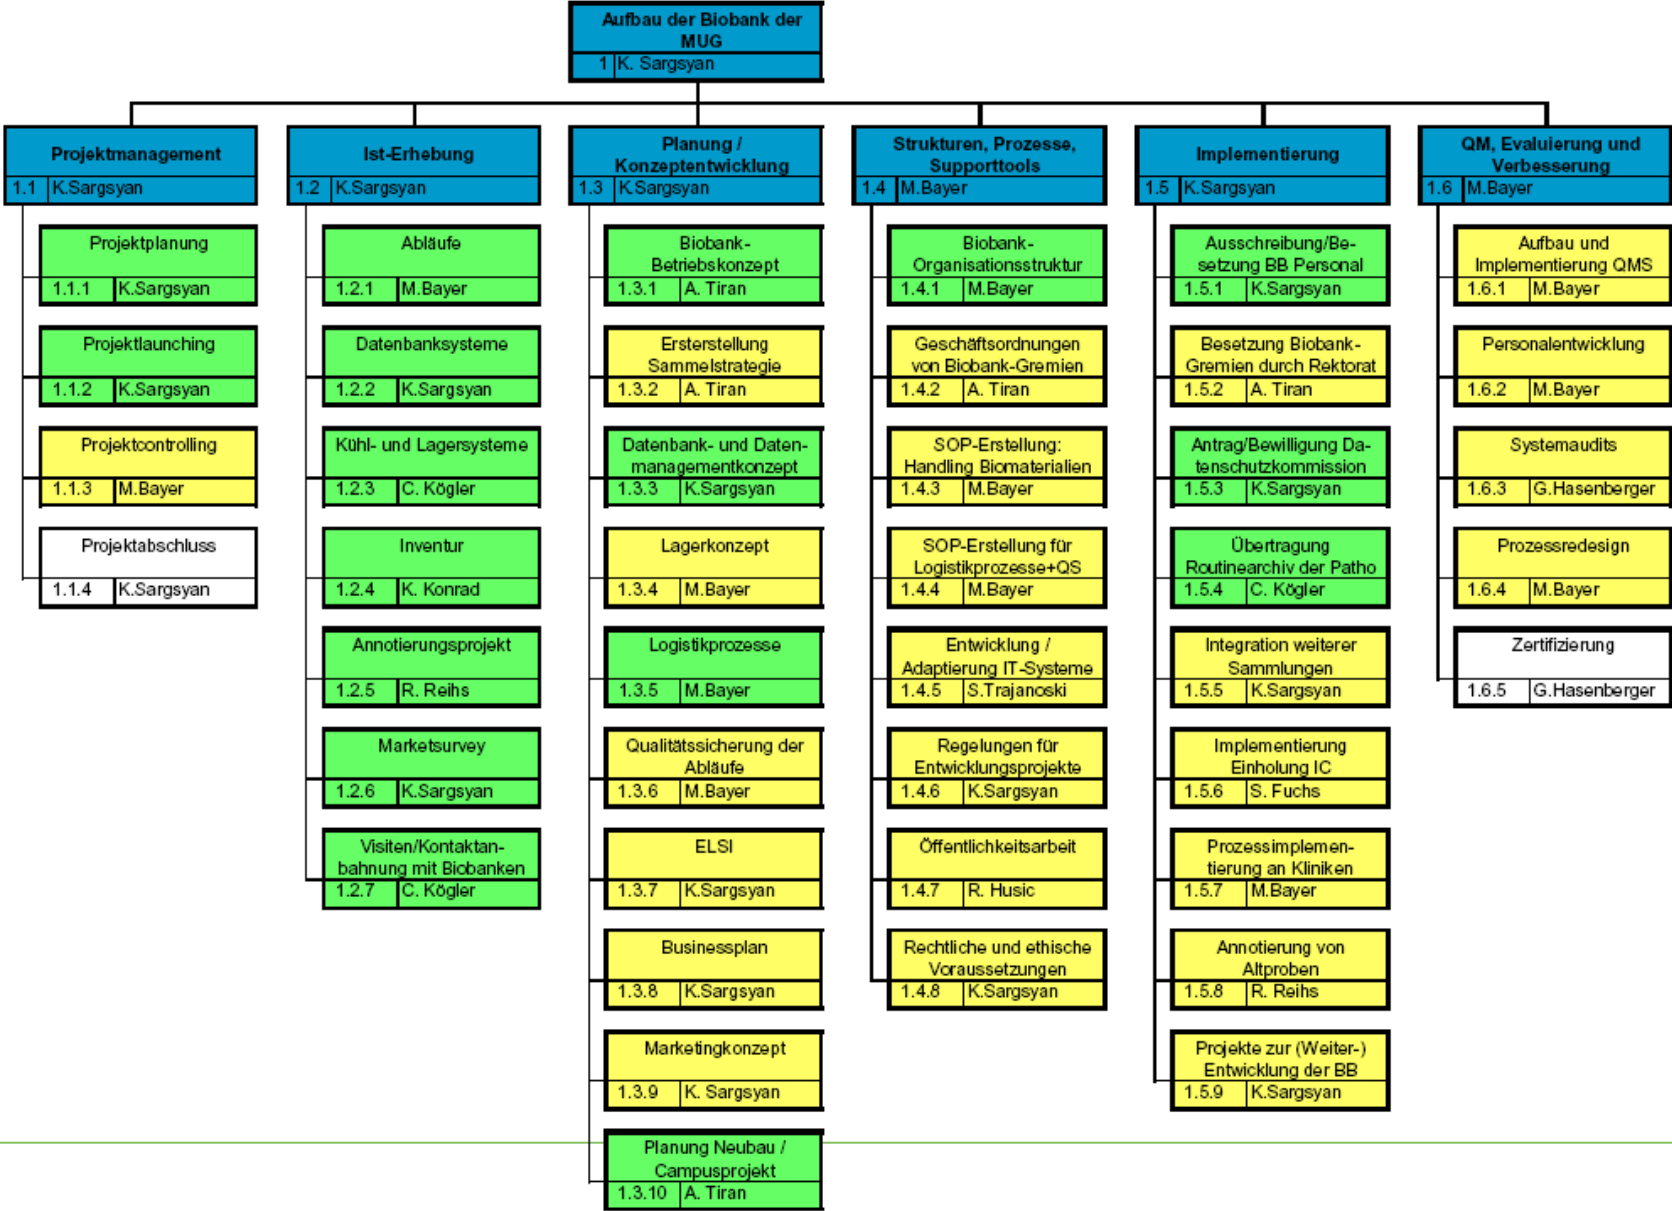 Aufbau der Biobank der
MUG
1 K. Sargsyan
Projektmanagement
1.1 K.Sargsyan
Projektplanung
1.1.1 K.Sargsyan
Projektlaunching
1.1.2 K.Sargsyan
Projektcontrolling
1.1.3 M.Bayer
Projektabschluss
1.1.4 K.Sargsyan
Ist-Erhebung
1.2 K.Sargsyan
Abläufe
1.2.1 M.Bayer
Datenbanksysteme
1.2.2 K.Sargsyan
Kühl- und Lagersysteme
1.2.3 C. Kögler
Inventur
1.2.4 K. Konrad
Annotierungsprojekt
1.2.5 R. Reihs
Marketsurvey
1.2.6 K.Sargsyan
Visiten/Kontaktan-
bahnung mit Biobanken
1.2.7 C. Kögler
Planung /
Konzeptentwicklung
1.3 K.Sargsyan
Biobank-
Betriebskonzept
1.3.1 A. Tiran
Ersterstellung
Sammelstrategie
1.3.2 A. Tiran
Datenbank- und Daten-
managementkonzept
1.3.3 K.Sargsyan
Lagerkonzept
1.3.4 M.Bayer
Logistikprozesse
1.3.5 M.Bayer
Qualitätssicherung der
Abläufe
1.3.6 M.Bayer
ELSI
1.3.7 K.Sargsyan
Businessplan
1.3.8 K.Sargsyan
Marketingkonzept
1.3.9 K. Sargsyan
Planung Neubau /
Campusprojekt
1.3.10 A. Tiran
Strukturen, Prozesse,
Supporttools
1.4 M.Bayer
Biobank-
Organisationsstruktur
1.4.1 M.Bayer
Geschäftsordnungen
von Biobank-Gremien
1.4.2 A. Tiran
SOP-Erstellung:
Handling Biomaterialien
1.4.3 M.Bayer
SOP-Erstellung für
Logistikprozesse+QS
1.4.4 M.Bayer
Entwicklung /
Adaptierung IT-Systeme
1.4.5 S.Trajanoski
Regelungen für
Entwicklungsprojekte
1.4.6 K.Sargsyan
Öffentlichkeitsarbeit
1.4.7 R. Husic
Rechtliche und ethische
Voraussetzungen
1.4.8 K.Sargsyan
Implementierung
1.5 K.Sargsyan
Ausschreibung/Be-
setzung BB Personal
1.5.1 K.Sargsyan
Besetzung Biobank-
Gremien durch Rektorat
1.5.2 A. Tiran
Antrag/Bewilligung Da-
tenschutzkommission
1.5.3 K.Sargsyan
Übertragung
Routinearchiv der Patho
1.5.4 C. Kögler
Integration weiterer
Sammlungen
1.5.5 K.Sargsyan
Implementierung
Einholung IC
1.5.6 S. Fuchs
Prozessimplemen-
tierung an Kliniken
1.5.7 M.Bayer
Annotierung von
Altproben
1.5.8 R. Reihs
Projekte zur (Weiter-)
Entwicklung der BB
1.5.9 K.Sargsyan
QM, Evaluierung und
Verbesserung
1.6 M.Bayer
Aufbau und
Implementierung QMS
1.6.1 M.Bayer
Personalentwicklung
1.6.2 M.Bayer
Systemaudits
1.6.3 G.Hasenberger
Prozessredesign
1.6.4 M.Bayer
Zertifizierung
1.6.5 G.Hasenberger